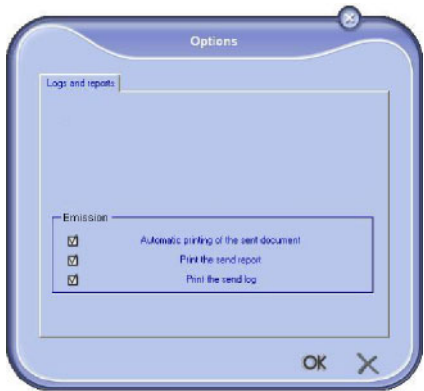 Options
Logs and reports
Emission
Automatic printing of the sent document
Print the send report
Print the send log
OK